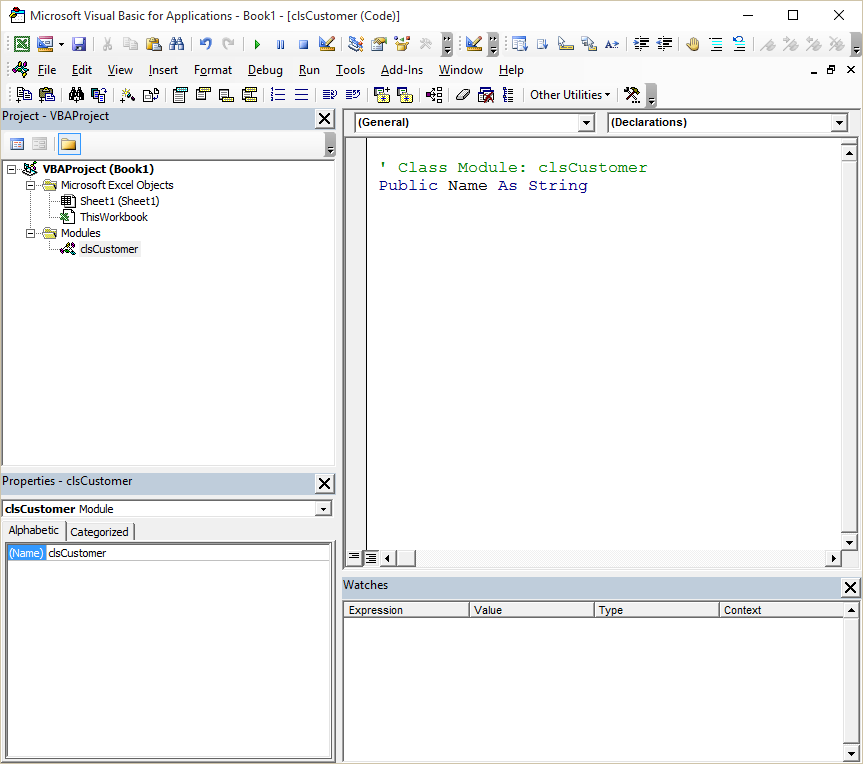 Microsoft Visual Basic for Applications - Book1 - [clsCustomer (Code)]
File Edit View Insert Format Debug Run Tools Add-Ins Window Help
Other Utilities
Project - VBAProject
(General)
(Declarations)
VBAProject (Book1)
Microsoft Excel Objects
Sheet1 (Sheet1)
ThisWorkbook
Modules
clsCustomer
' Class Module: clsCustomer
Public Name As String
Properties - clsCustomer
clsCustomer Module
Alphabetic Categorized
(Name) clsCustomer
Watches
Expression Value Type Context